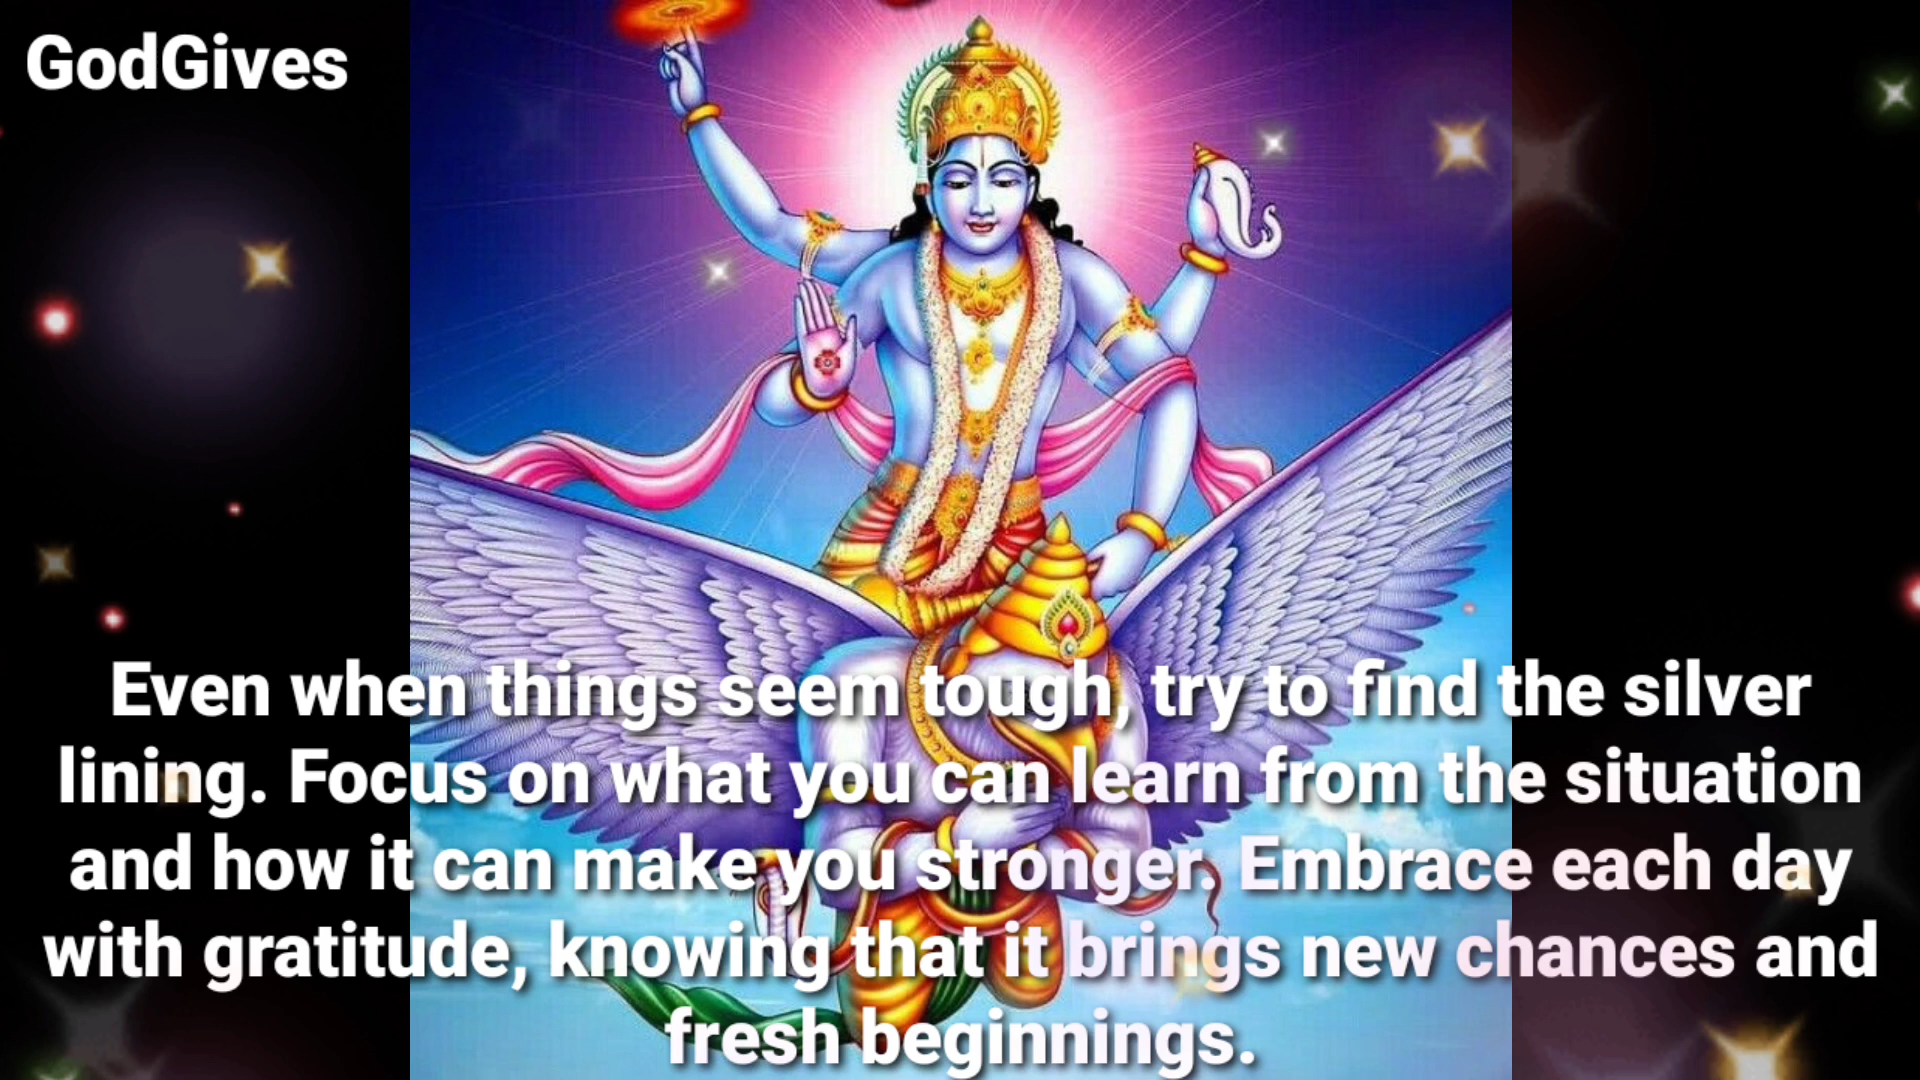 GodGives
Even when things seem tough, try to find the silver
lining. Focus on what you can learn from the situation
and how it can make you stronger. Embrace each day
with gratitude, knowing that it brings new chances and
fresh beginnings.